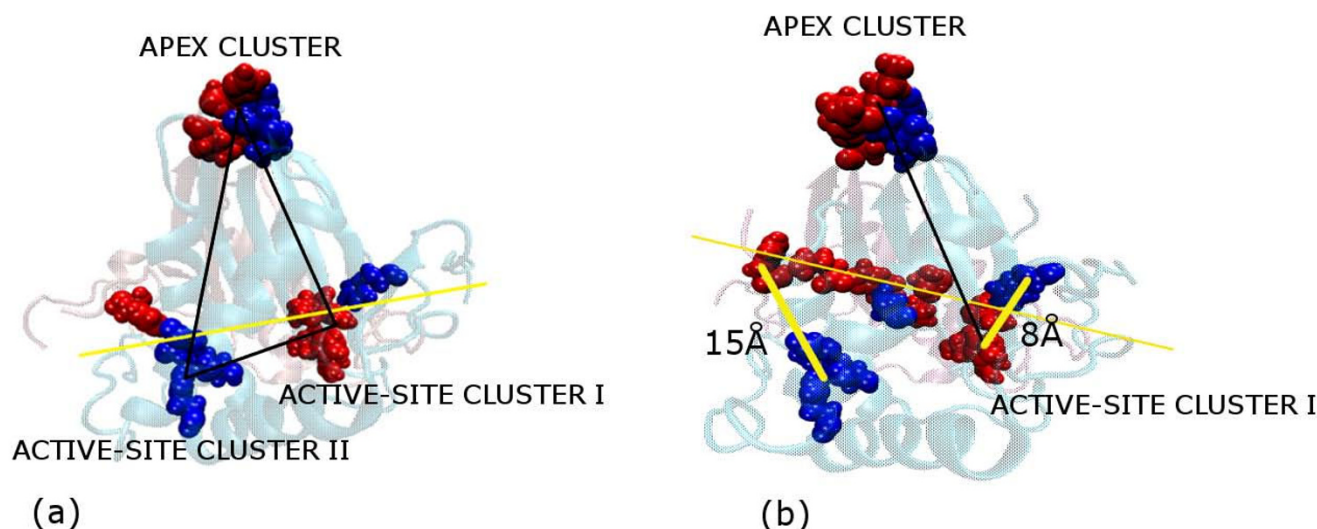 APEX CLUSTER
ACTIVE-SITE CLUSTER I
ACTIVE-SITE CLUSTER II
(a)
APEX CLUSTER
15Å
8Å
ACTIVE-SITE CLUSTER I
(b)